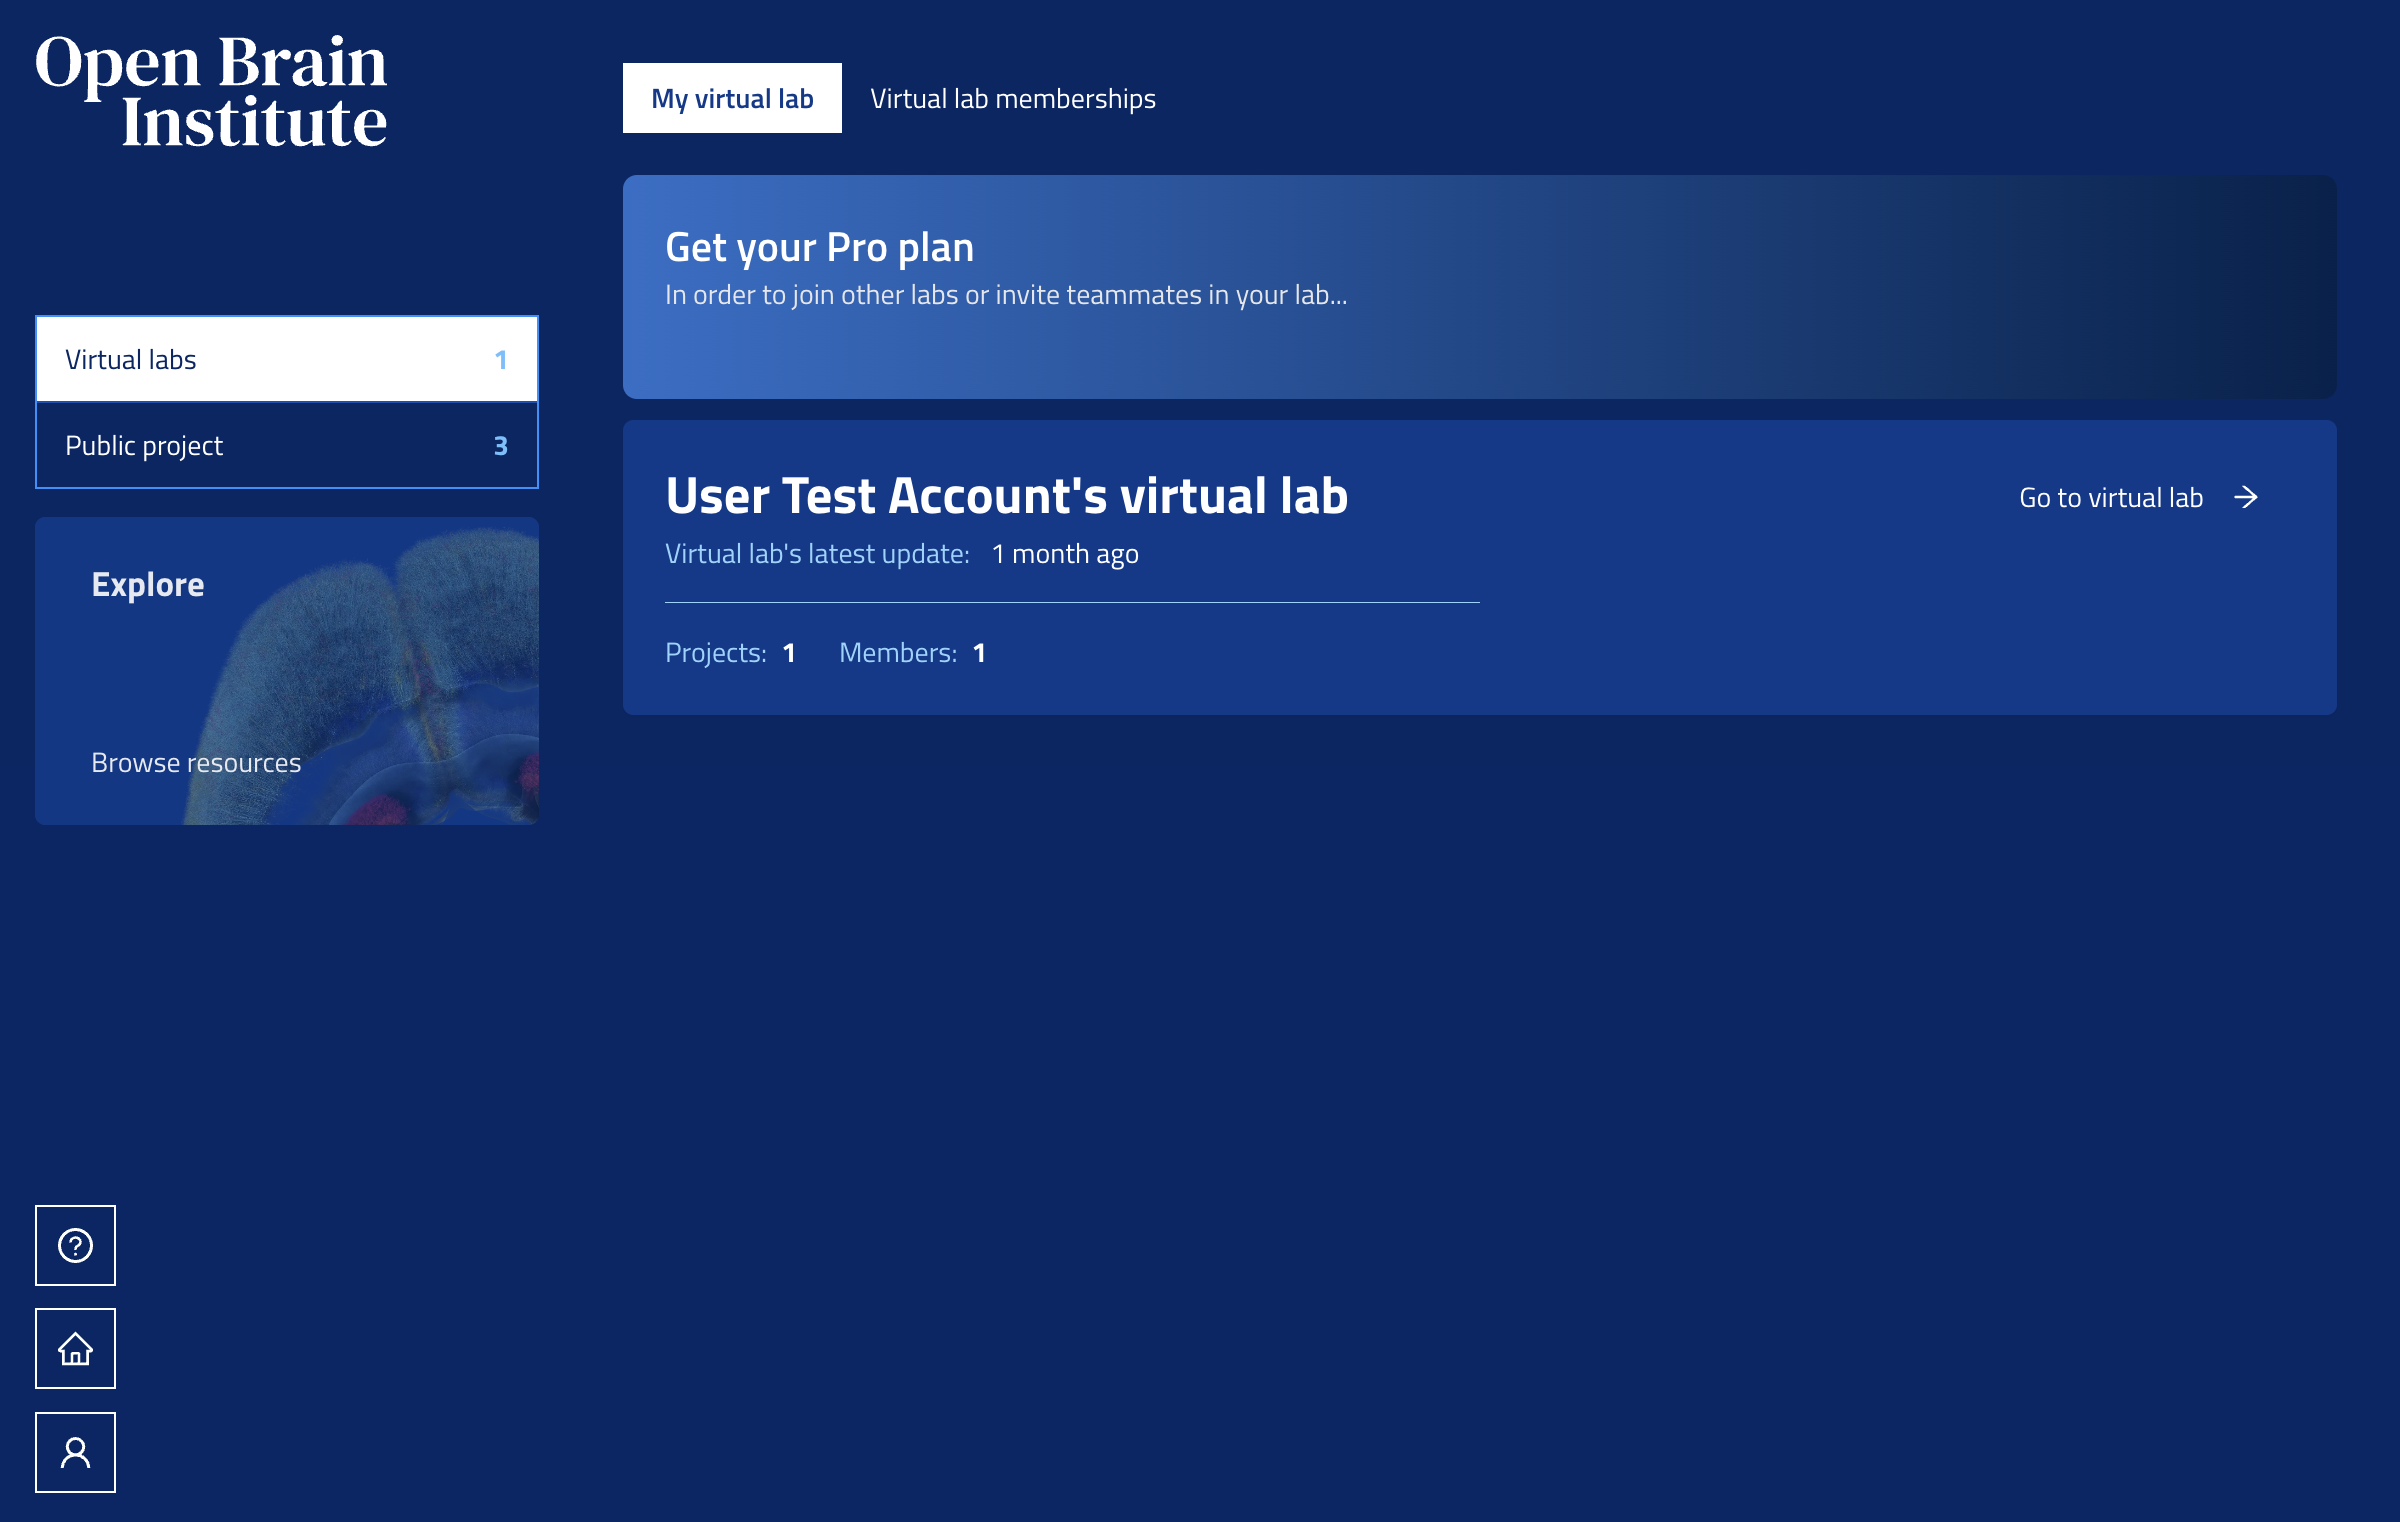 Open Brain
Institute
My virtual lab
Virtual lab memberships
Get your Pro plan
In order to join other labs or invite teammates in your lab...
Virtual labs 1
Public project 3
User Test Account's virtual lab
Go to virtual lab →
Virtual lab's latest update: 1 month ago
Projects: 1 Members: 1
Explore
Browse resources
?